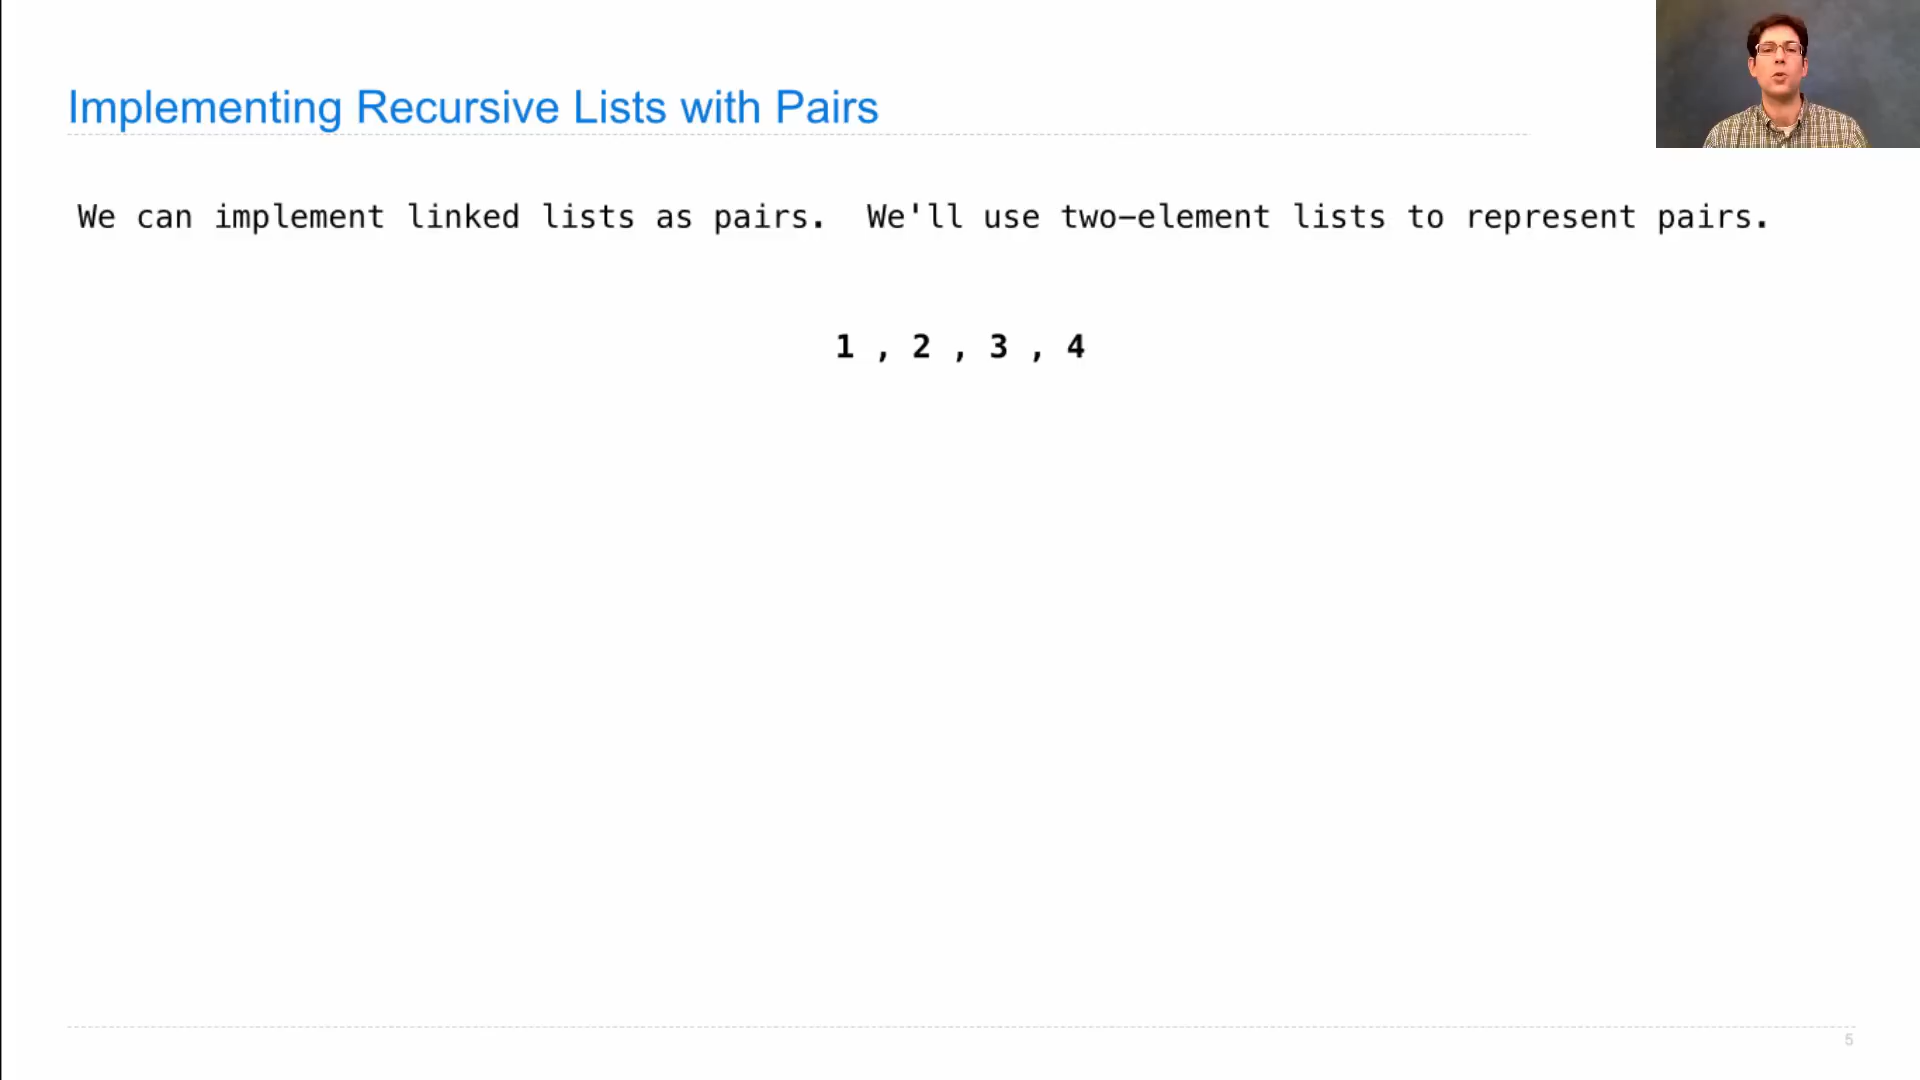 Implementing Recursive Lists with Pairs
We can implement linked lists as pairs.  We'll use two-element lists to represent pairs.
1 , 2 , 3 , 4
5